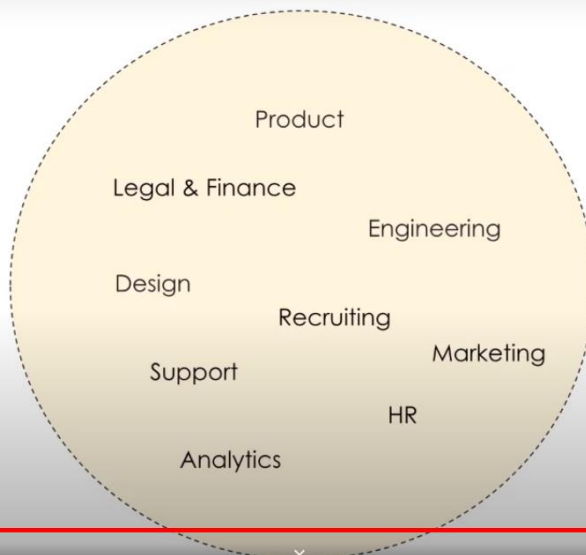 Product
Legal & Finance
Engineering
Design
Recruiting
Marketing
Support
HR
Analytics